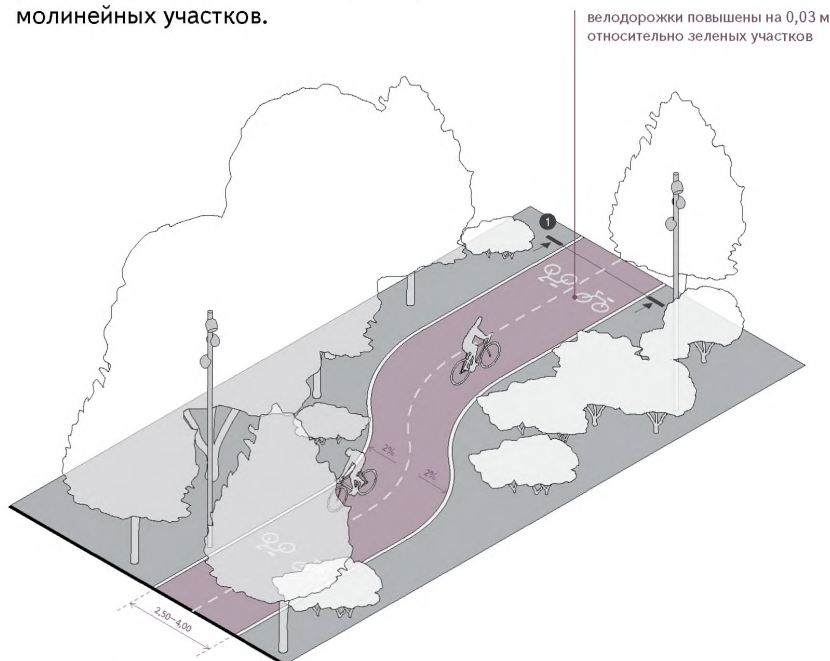 молинейных участков.
велодорожки повышены на 0,03 м
относительно зеленых участков
1
2%
2%
2,50–4,00